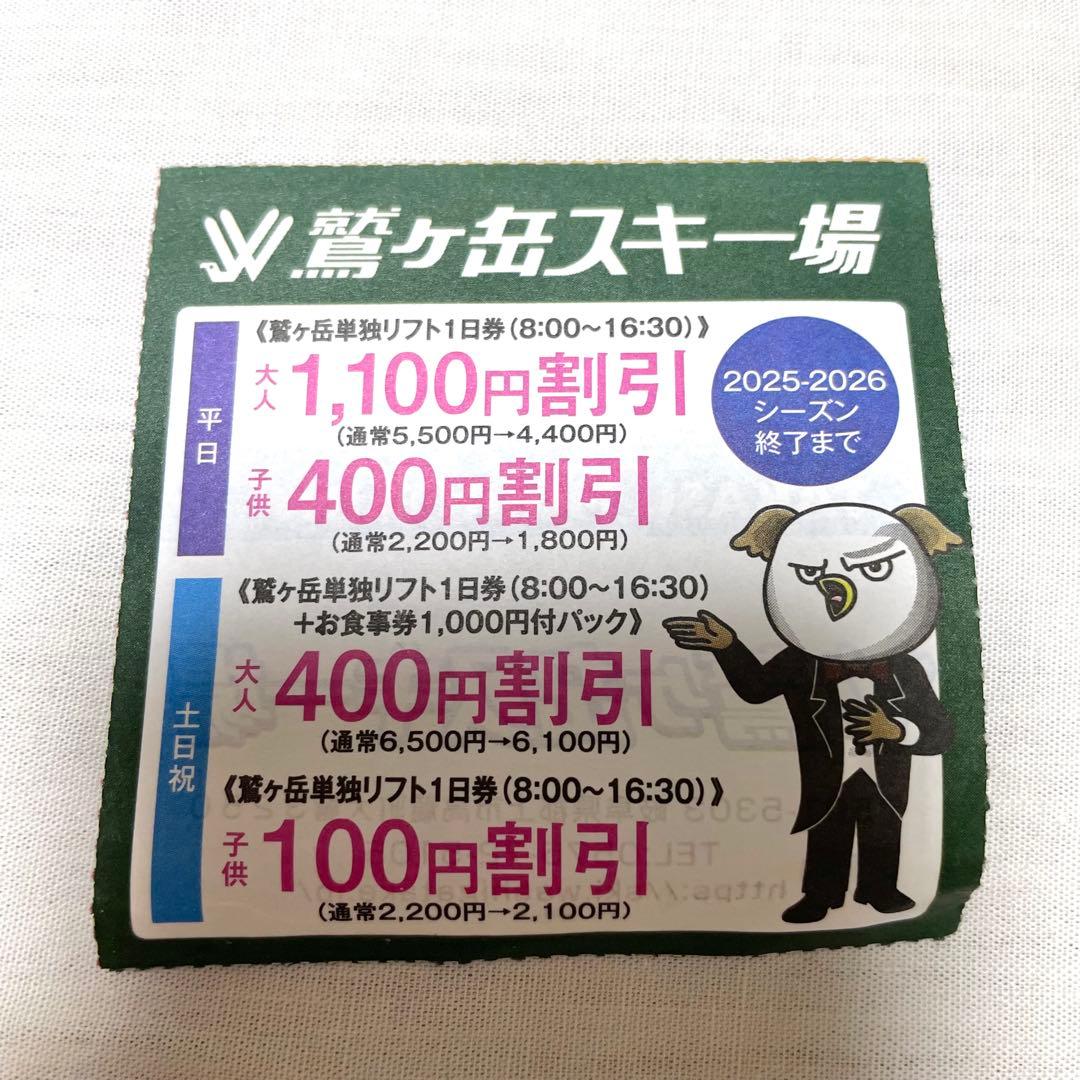 鷲ヶ岳スキー場
平日
《鷲ヶ岳単独リフト1日券(8:00〜16:30)》
大人 1,100円割引
(通常5,500円→4,400円)
子供 400円割引
(通常2,200円→1,800円)
2025-2026
シーズン
終了まで
土日祝
《鷲ヶ岳単独リフト1日券(8:00〜16:30)
+お食事券1,000円付パック》
大人 400円割引
(通常6,500円→6,100円)
《鷲ヶ岳単独リフト1日券(8:00〜16:30)》
子供 100円割引
(通常2,200円→2,100円)